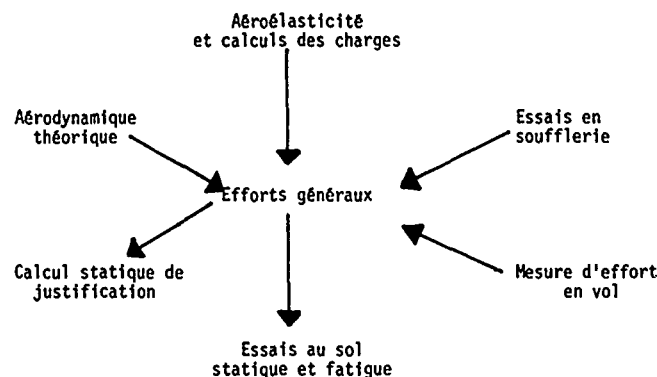 Aéroélasticité
et calculs des charges
Aérodynamique
théorique
Essais en
soufflerie
Efforts généraux
Calcul statique de
justification
Mesure d'effort
en vol
Essais au sol
statique et fatigue